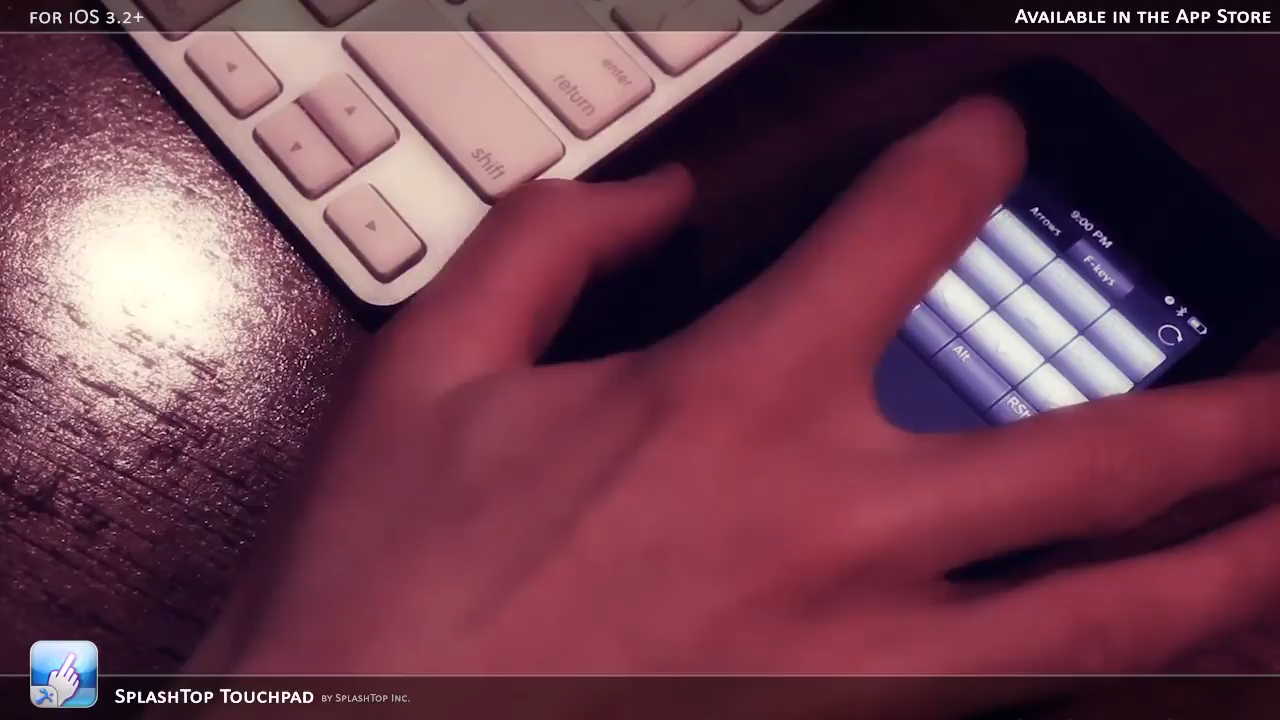 FOR iOS 3.2+
AVAILABLE IN THE APP STORE
enter
return
shift
9:00 PM
Arrows
F-keys
Alt
SPLASHTOP TOUCHPAD BY SPLASHTOP INC.